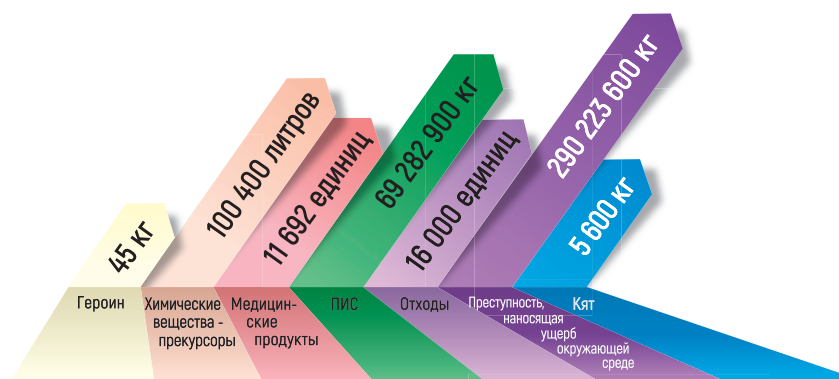 45 кг
100 400 литров
11 692 единиц
69 282 900 кг
16 000 единиц
290 223 600 кг
5 600 кг
Героин
Химические
вещества -
прекурсоры
Медицин-
ские
продукты
ПИС
Отходы
Преступность,
наносящая
ущерб
окружающей
среде
Кят